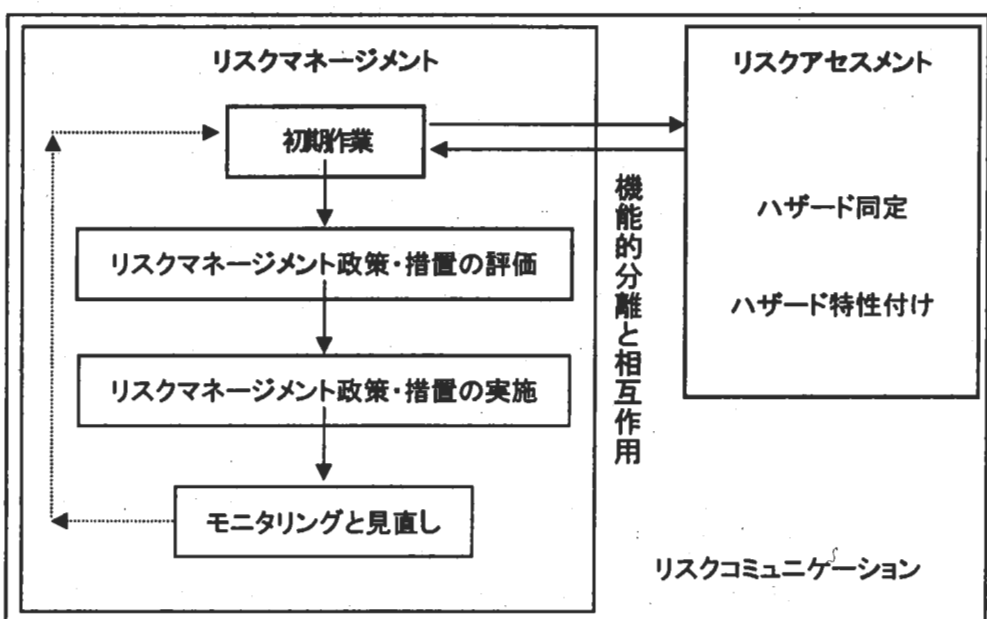 リスクマネージメント
初期作業
リスクマネージメント政策・措置の評価
リスクマネージメント政策・措置の実施
モニタリングと見直し
機能的分離と相互作用
リスクアセスメント
ハザード同定
ハザード特性付け
リスクコミュニケーション